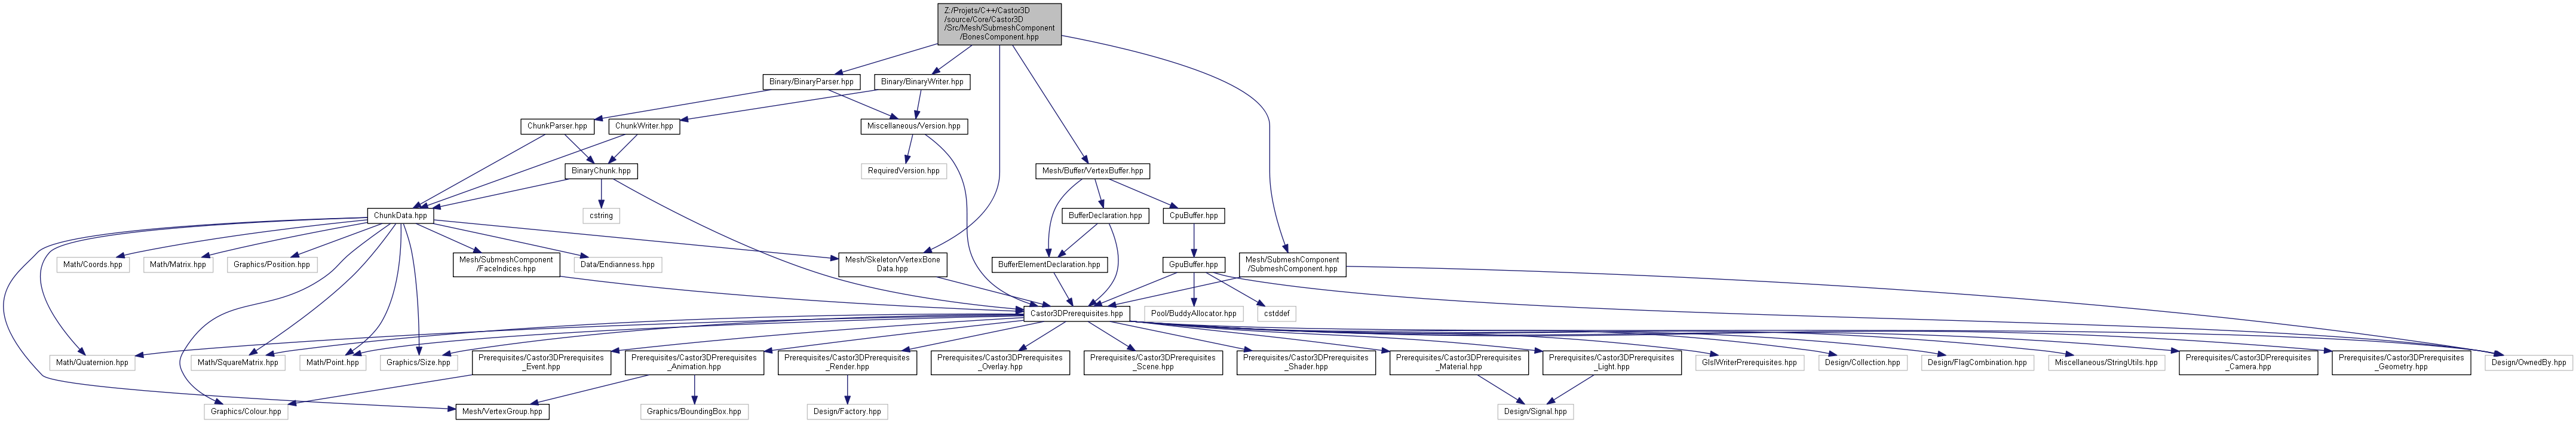 Z:/Projets/C++/Castor3D
/source/Core/Castor3D
/Src/Mesh/SubmeshComponent
/BonesComponent.hpp
Binary/BinaryParser.hpp
Binary/BinaryWriter.hpp
ChunkParser.hpp
ChunkWriter.hpp
Miscellaneous/Version.hpp
BinaryChunk.hpp
RequiredVersion.hpp
Mesh/Buffer/VertexBuffer.hpp
ChunkData.hpp
cstring
BufferDeclaration.hpp
CpuBuffer.hpp
Math/Coords.hpp
Math/Matrix.hpp
Graphics/Position.hpp
Mesh/SubmeshComponent
/FaceIndices.hpp
Data/Endianness.hpp
Mesh/Skeleton/VertexBone
Data.hpp
BufferElementDeclaration.hpp
GpuBuffer.hpp
Mesh/SubmeshComponent
/SubmeshComponent.hpp
Castor3DPrerequisites.hpp
Pool/BuddyAllocator.hpp
cstddef
Math/Quaternion.hpp
Math/SquareMatrix.hpp
Math/Point.hpp
Graphics/Size.hpp
Prerequisites/Castor3DPrerequisites
_Event.hpp
Prerequisites/Castor3DPrerequisites
_Animation.hpp
Prerequisites/Castor3DPrerequisites
_Render.hpp
Prerequisites/Castor3DPrerequisites
_Overlay.hpp
Prerequisites/Castor3DPrerequisites
_Scene.hpp
Prerequisites/Castor3DPrerequisites
_Shader.hpp
Prerequisites/Castor3DPrerequisites
_Material.hpp
Prerequisites/Castor3DPrerequisites
_Light.hpp
GlslWriterPrerequisites.hpp
Design/Collection.hpp
Design/FlagCombination.hpp
Miscellaneous/StringUtils.hpp
Prerequisites/Castor3DPrerequisites
_Camera.hpp
Prerequisites/Castor3DPrerequisites
_Geometry.hpp
Design/OwnedBy.hpp
Graphics/Colour.hpp
Mesh/VertexGroup.hpp
Graphics/BoundingBox.hpp
Design/Factory.hpp
Design/Signal.hpp